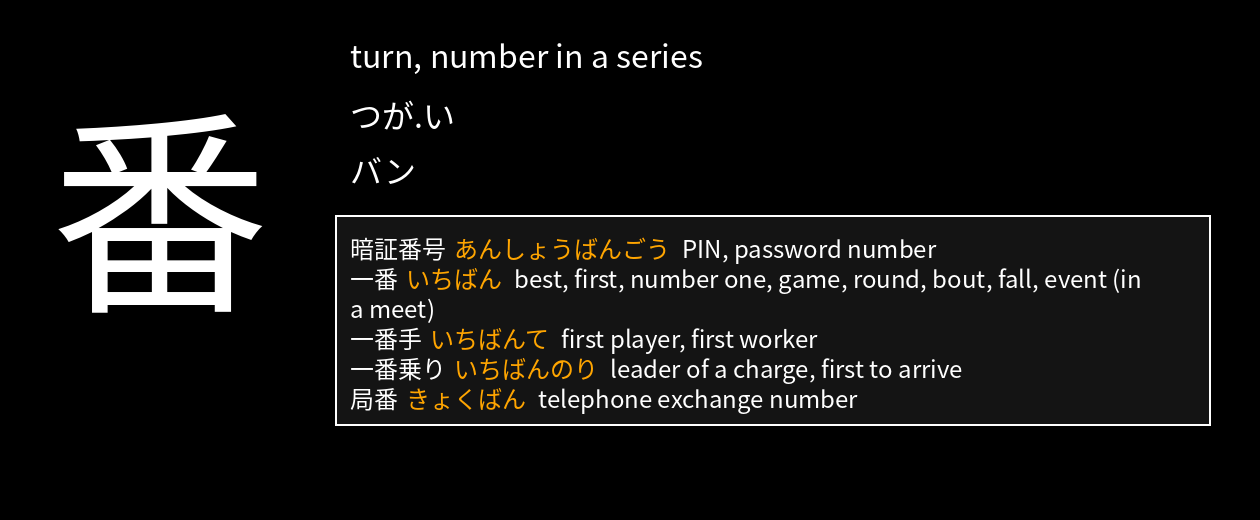 番
turn, number in a series
つが.い
バン
暗証番号 あんしょうばんごう PIN, password number
一番 いちばん best, first, number one, game, round, bout, fall, event (in
a meet)
一番手 いちばんて first player, first worker
一番乗り いちばんのり leader of a charge, first to arrive
局番 きょくばん telephone exchange number